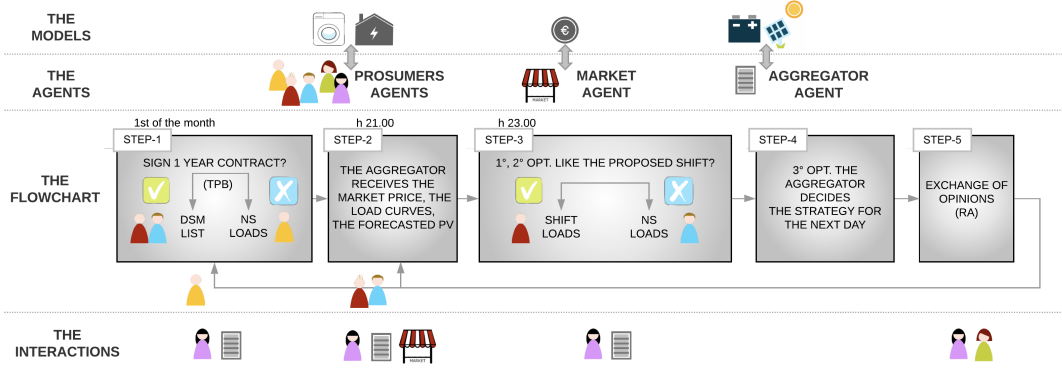 THE
MODELS
€
THE
AGENTS
PROSUMERS
AGENTS
MARKET
MARKET
AGENT
AGGREGATOR
AGENT
THE
FLOWCHART
1st of the month
STEP-1
SIGN 1 YEAR CONTRACT?
(TPB)
DSM
LIST
NS
LOADS
h 21.00
STEP-2
THE AGGREGATOR
RECEIVES THE
MARKET PRICE, THE
LOAD CURVES,
THE FORECASTED PV
h 23.00
STEP-3
1°, 2° OPT. LIKE THE PROPOSED SHIFT?
SHIFT
LOADS
NS
LOADS
STEP-4
3° OPT. THE
AGGREGATOR
DECIDES
THE STRATEGY FOR
THE NEXT DAY
STEP-5
EXCHANGE OF
OPINIONS
(RA)
THE
INTERACTIONS
MARKET